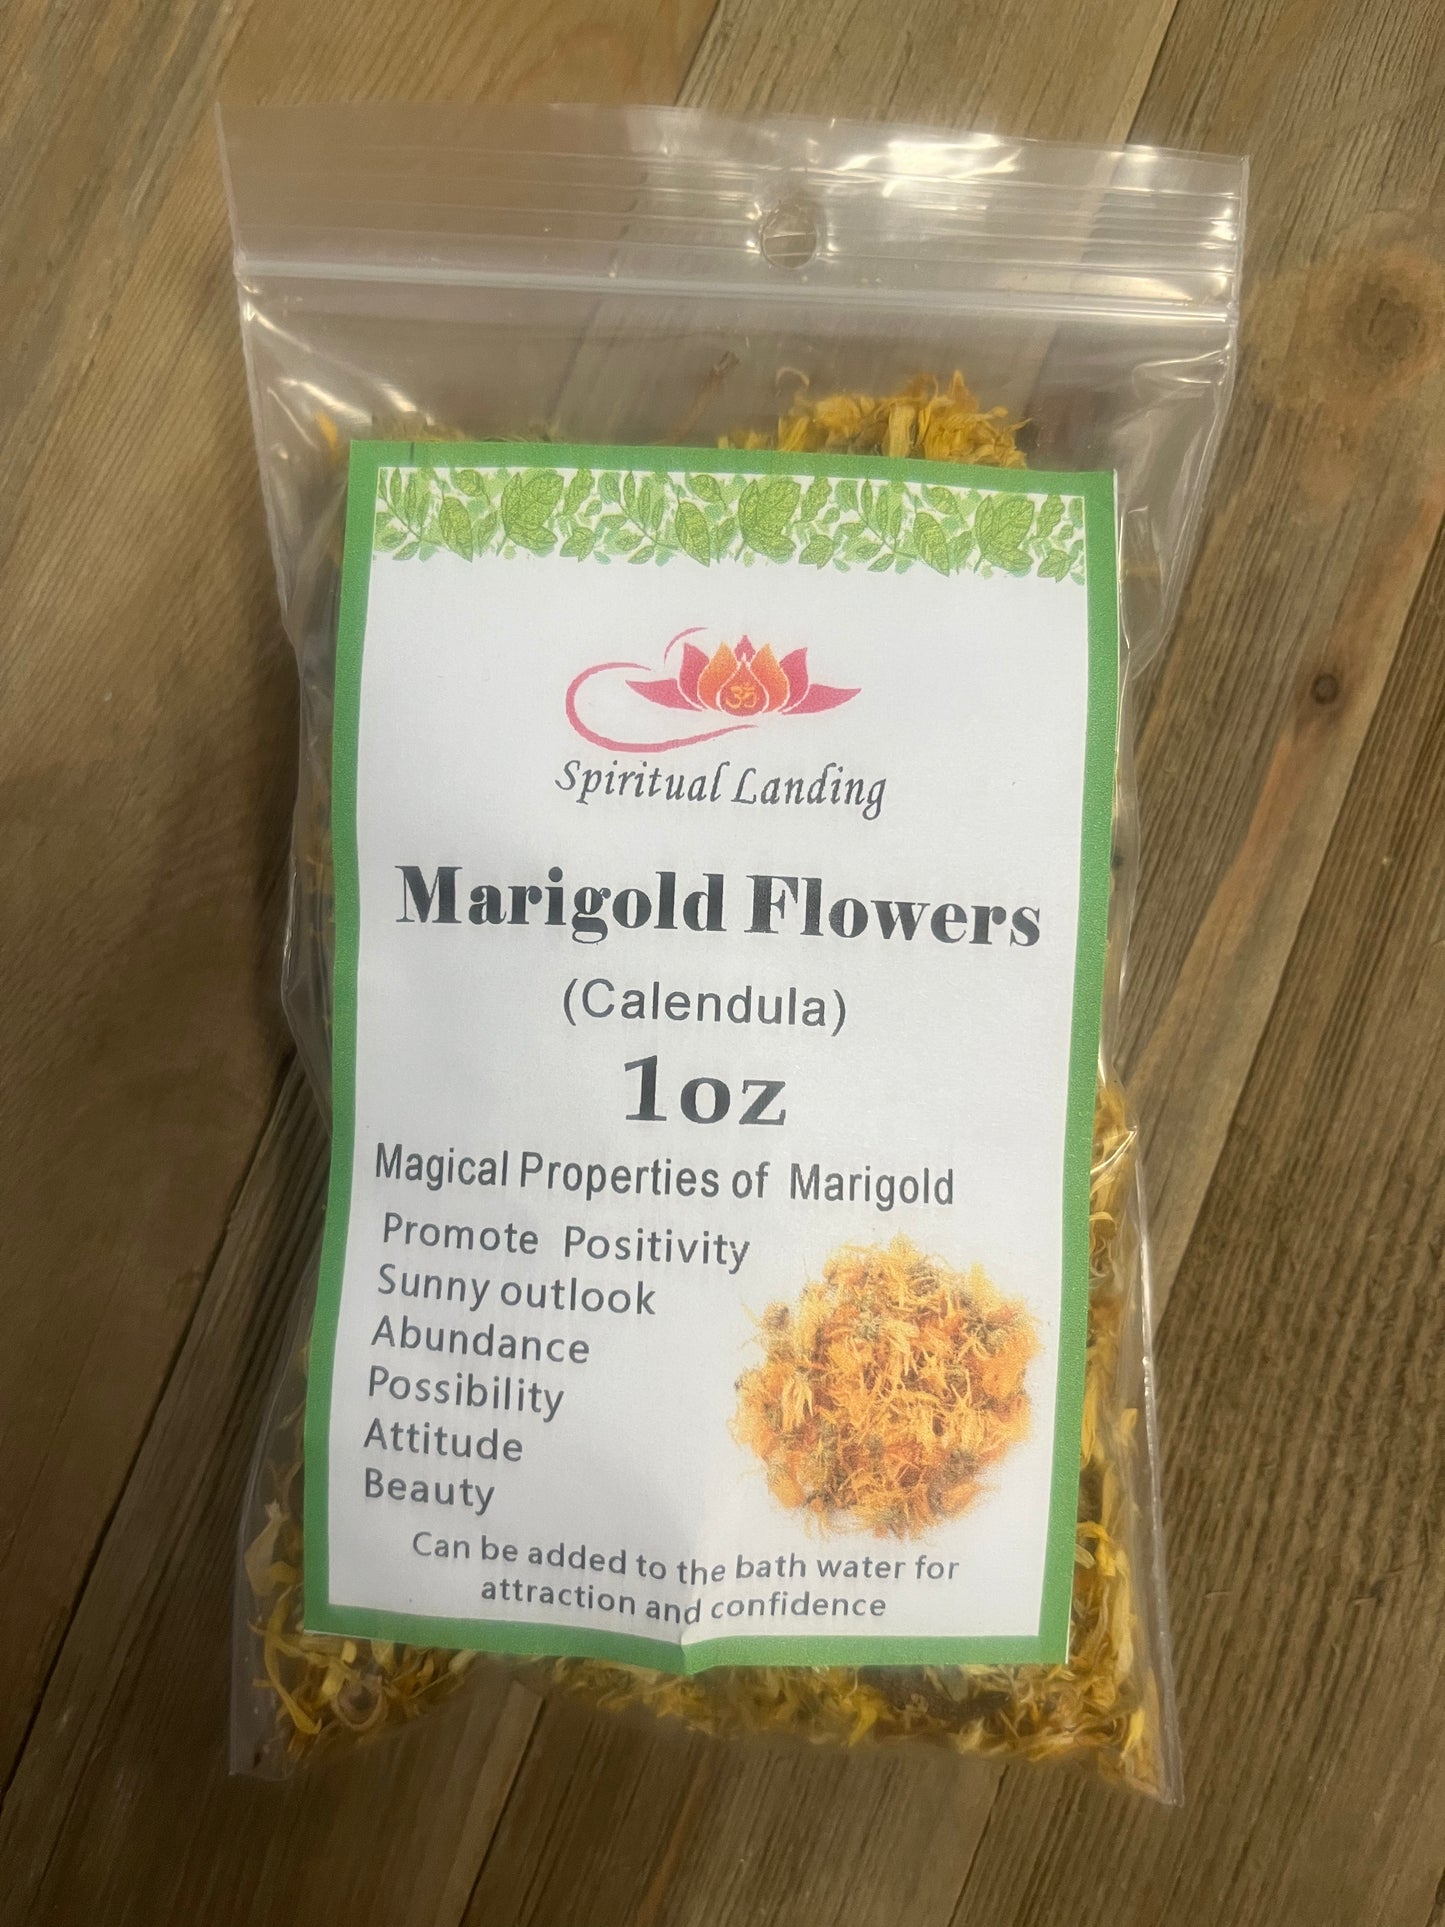 ॐ
Spiritual Landing
Marigold Flowers
(Calendula)
1oz
Magical Properties of Marigold
Promote Positivity
Sunny outlook
Abundance
Possibility
Attitude
Beauty
Can be added to the bath water for
attraction and confidence